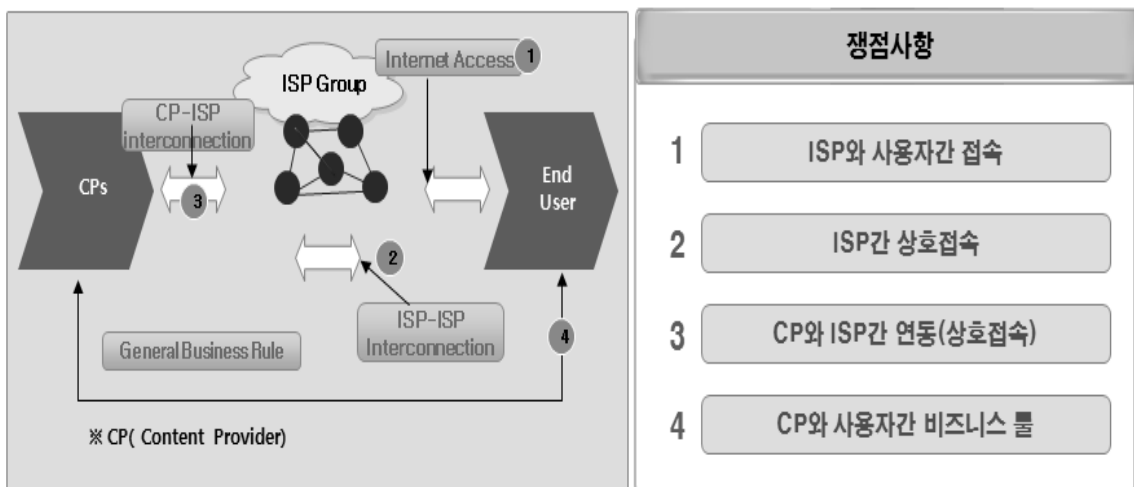 Internet Access 1
ISP Group
CP-ISP
interconnection
CPs
3
End
User
2
ISP-ISP
Interconnection
4
General Business Rule
※ CP( Content Provider)
쟁점사항
1 ISP와 사용자간 접속
2 ISP간 상호접속
3 CP와 ISP간 연동(상호접속)
4 CP와 사용자간 비즈니스 룰